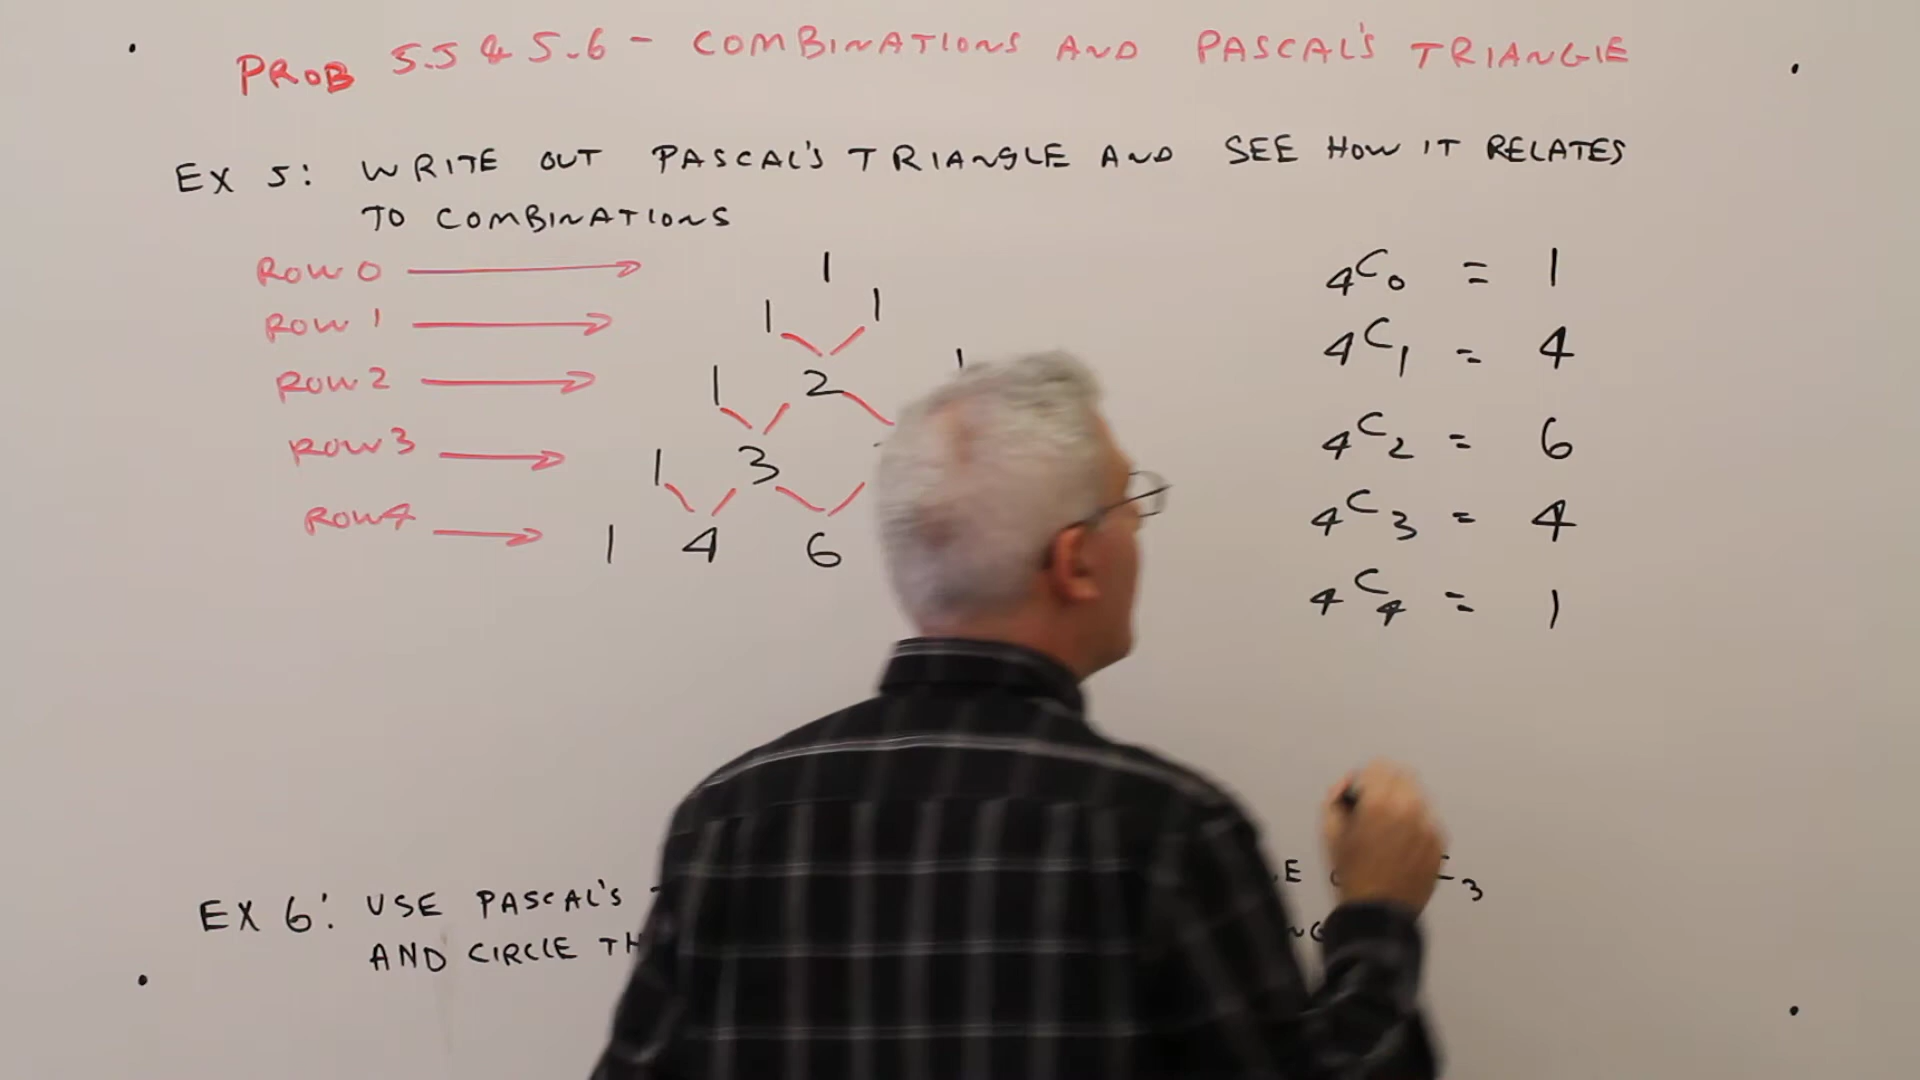 PROB 5.5 & 5.6 - COMBINATIONS AND PASCAL'S TRIANGLE
EX 5: WRITE OUT PASCAL'S TRIANGLE AND SEE HOW IT RELATES
TO COMBINATIONS
ROW 0 1
ROW 1 1 1
ROW 2 1 2
ROW 3 1 3
ROW 4 1 4 6
4C0 = 1
4C1 = 4
4C2 = 6
4C3 = 4
4C4 = 1
EX 6: USE PASCAL'S
AND CIRCLE